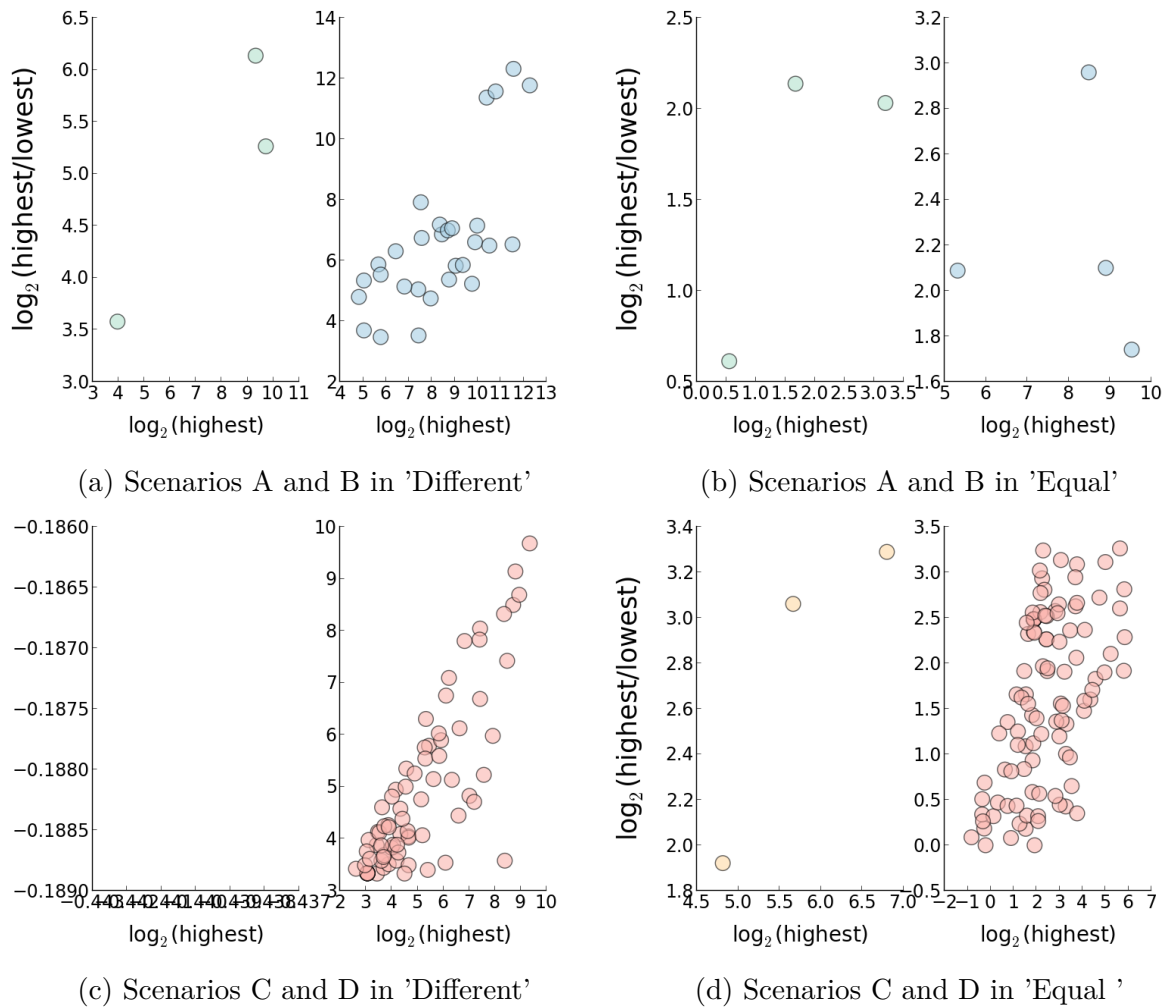 6.5
6.0
5.5
5.0
4.5
4.0
3.5
3.0
log2(highest/lowest)
3 4 5 6 7 8 9 10 11
log2(highest)
14
12
10
8
6
4
2
4 5 6 7 8 9 10 11 12 13
log2(highest)
(a) Scenarios A and B in 'Different'
2.5
2.0
1.5
1.0
0.5
log2(highest/lowest)
0.0 0.5 1.0 1.5 2.0 2.5 3.0 3.5
log2(highest)
3.2
3.0
2.8
2.6
2.4
2.2
2.0
1.8
1.6
5 6 7 8 9 10
log2(highest)
(b) Scenarios A and B in 'Equal'
−0.1860
−0.1865
−0.1870
−0.1875
−0.1880
−0.1885
−0.1890
log2(highest)
10
9
8
7
6
5
4
3
2 3 4 5 6 7 8 9 10
log2(highest)
(c) Scenarios C and D in 'Different'
3.4
3.2
3.0
2.8
2.6
2.4
2.2
2.0
1.8
log2(highest/lowest)
4.5 5.0 5.5 6.0 6.5 7.0
log2(highest)
3.5
3.0
2.5
2.0
1.5
1.0
0.5
0.0
−0.5
−2 −1 0 1 2 3 4 5 6 7
log2(highest)
(d) Scenarios C and D in 'Equal '